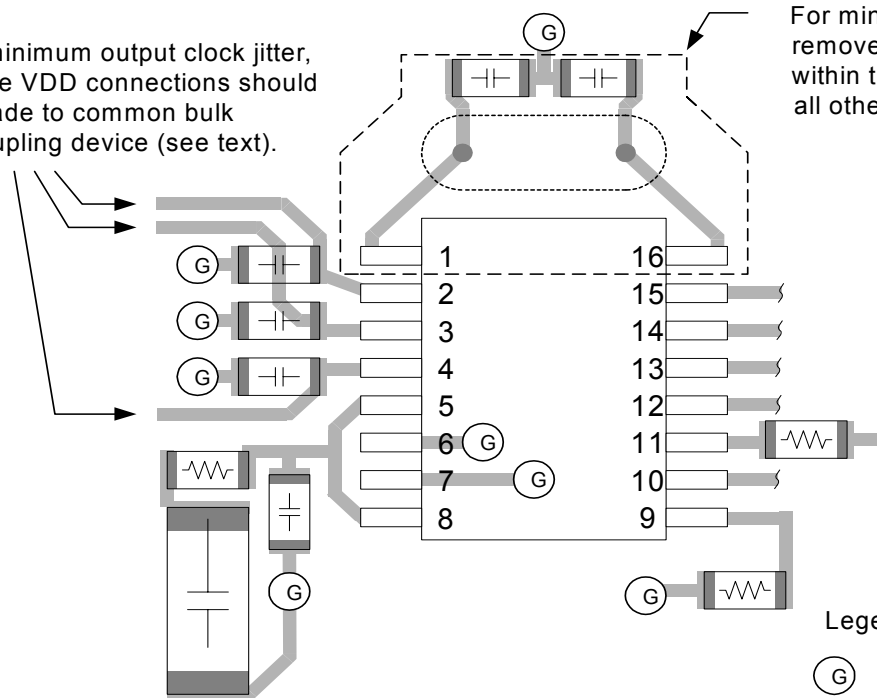 G
For min
remove
within t
all othe
inimum output clock jitter,
e VDD connections should
ade to common bulk
upling device (see text).
G
1 16
2 15
G
3 14
G
4 13
5 12
6 G 11
7 G 10
8 9
G
G
Lege
G